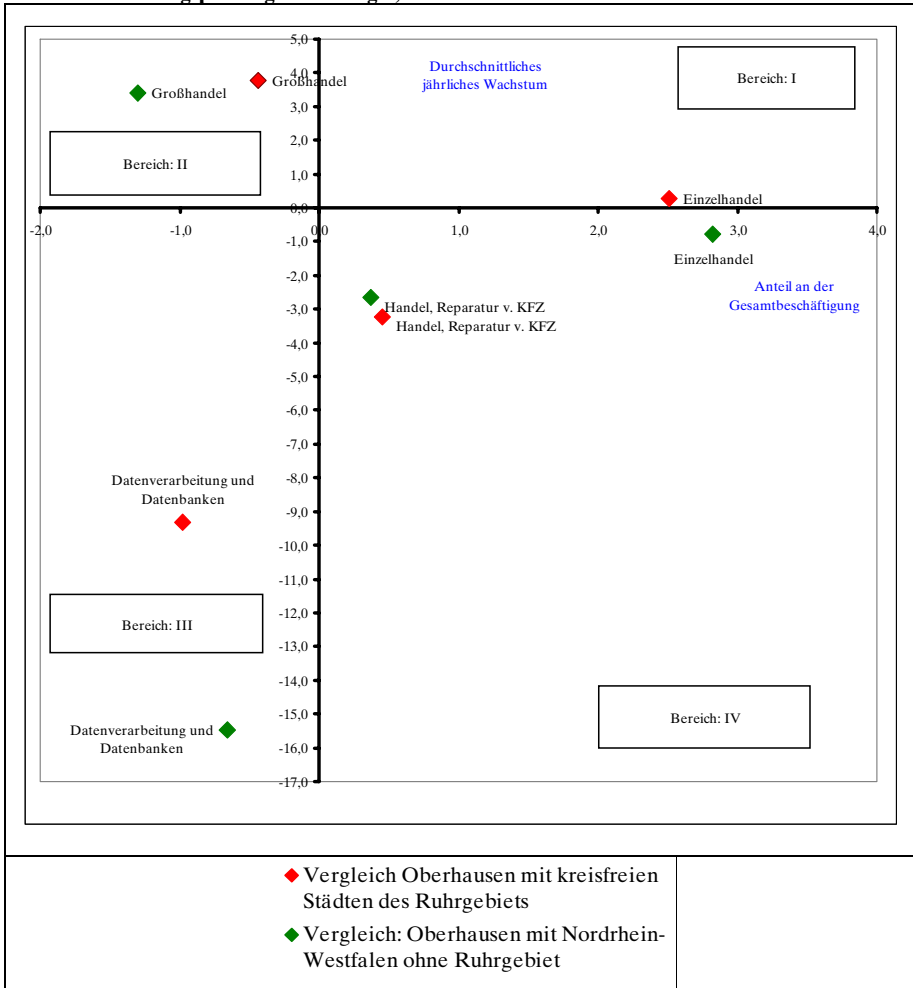 5,0
4,0
3,0
2,0
1,0
0,0
-1,0
-2,0
-3,0
-4,0
-5,0
-6,0
-7,0
-8,0
-9,0
-10,0
-11,0
-12,0
-13,0
-14,0
-15,0
-16,0
-17,0
-2,0
-1,0
0,0
1,0
2,0
3,0
4,0
Durchschnittliches
jährliches Wachstum
Bereich: I
Großhandel
Großhandel
Bereich: II
Einzelhandel
Einzelhandel
Anteil an der
Gesamtbeschäftigung
Handel, Reparatur v. KFZ
Handel, Reparatur v. KFZ
Datenverarbeitung und
Datenbanken
Bereich: III
Bereich: IV
Datenverarbeitung und
Datenbanken
Vergleich Oberhausen mit kreisfreien
Städten des Ruhrgebiets
Vergleich: Oberhausen mit Nordrhein-
Westfalen ohne Ruhrgebiet